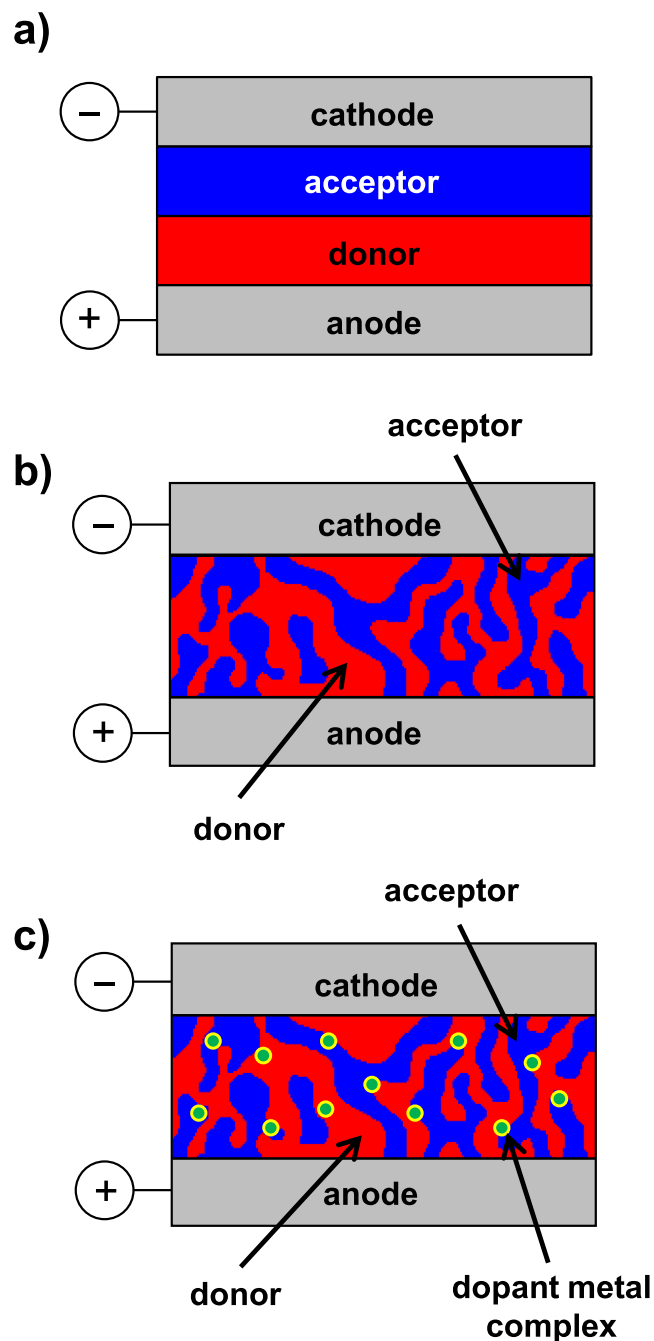 a)
−
cathode
acceptor
donor
+
anode
acceptor
b)
−
cathode
+
anode
donor
acceptor
c)
−
cathode
+
anode
donor
dopant metal
complex